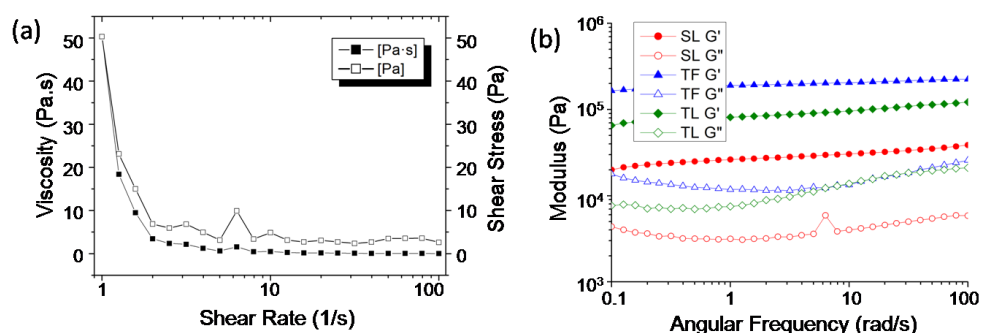 (a)
Viscosity (Pa.s)
50
40
30
20
10
0
[Pa·s]
[Pa]
50
40
30
20
10
0
Shear Stress (Pa)
1
10
100
Shear Rate (1/s)
(b)
Modulus (Pa)
10⁶
10⁵
10⁴
10³
SL G'
SL G"
TF G'
TF G"
TL G'
TL G"
0.1
1
10
100
Angular Frequency (rad/s)